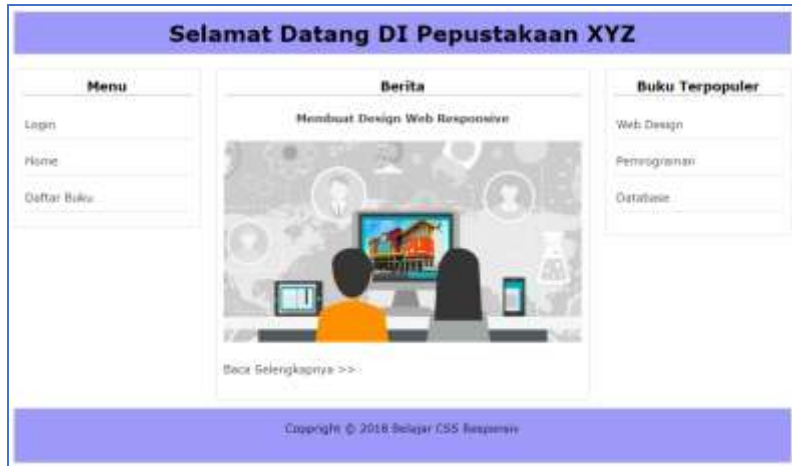 Selamat Datang DI Pepustakaan XYZ
Menu
Login
Home
Daftar Buku
Berita
Membuat Design Web Responsive
Baca Selengkapnya >>
Buku Terpopuler
Web Design
Pemrograman
Database
Copyright © 2018 Belajar CSS Responsiv